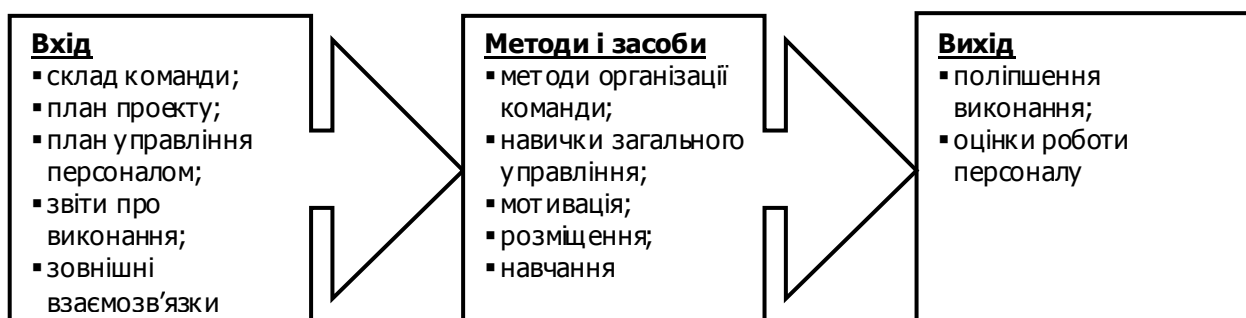 Вхід
▪ склад команди;
▪ план проекту;
▪ план управління
персоналом;
▪ звіти про
виконання;
▪ зовнішні
взаємозв'язки
Методи і засоби
▪ методи організації
команди;
▪ навички загального
управління;
▪ мотивація;
▪ розміщення;
▪ навчання
Вихід
▪ поліпшення
виконання;
▪ оцінки роботи
персоналу